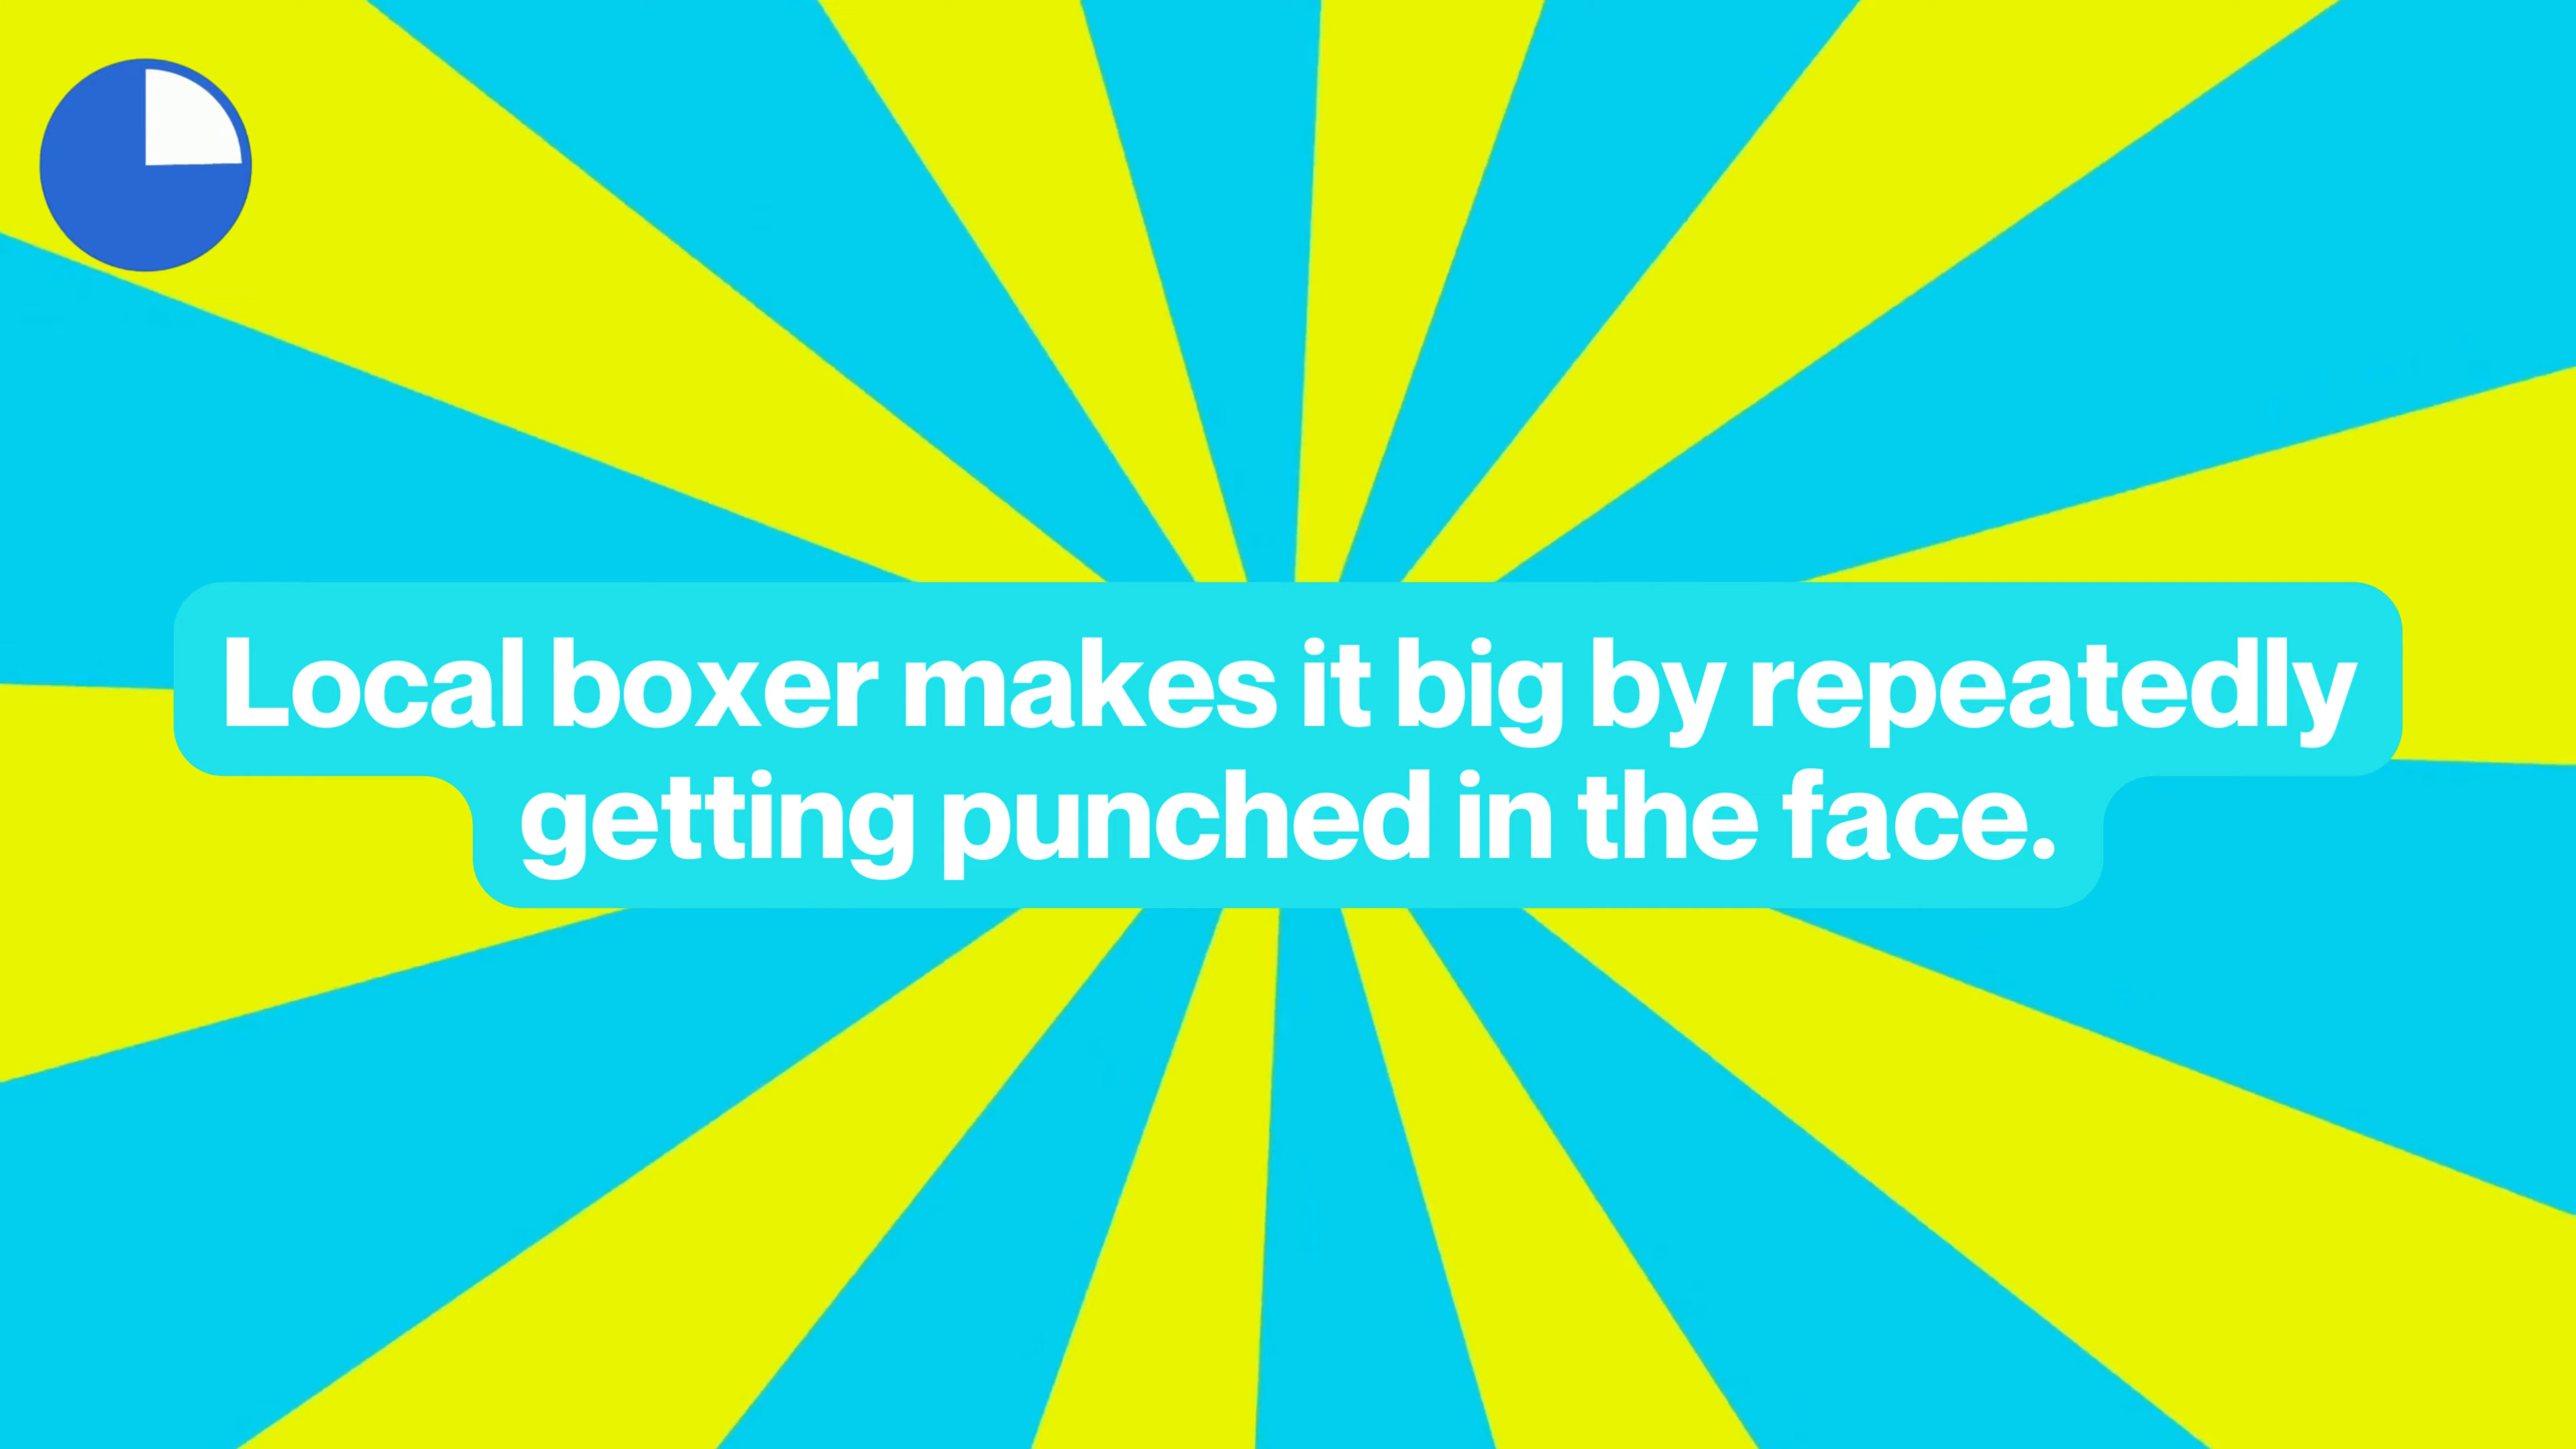 Local boxer makes it big by repeatedly
getting punched in the face.